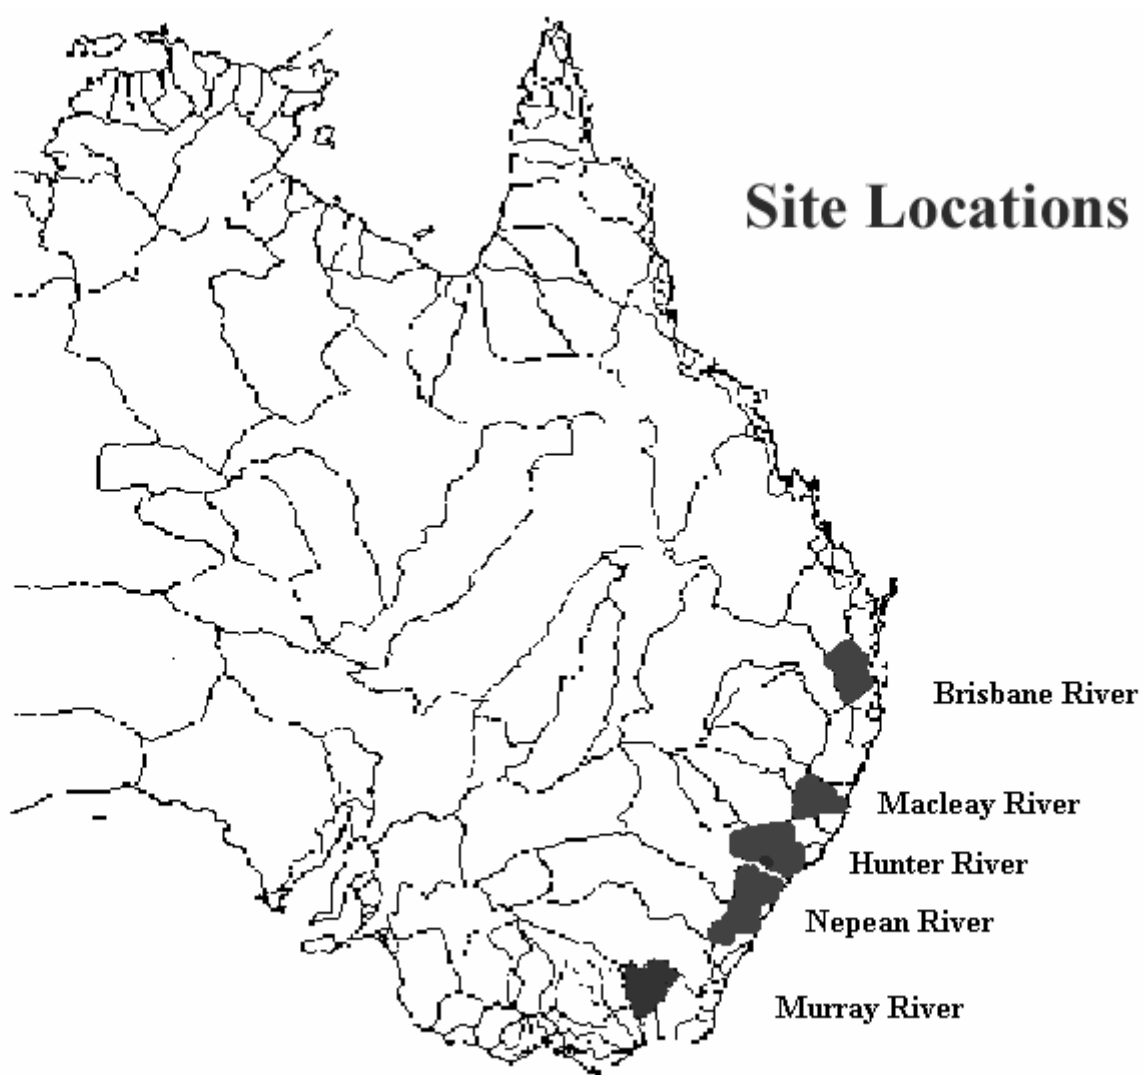 Site Locations
Brisbane River
Macleay River
Hunter River
Nepean River
Murray River